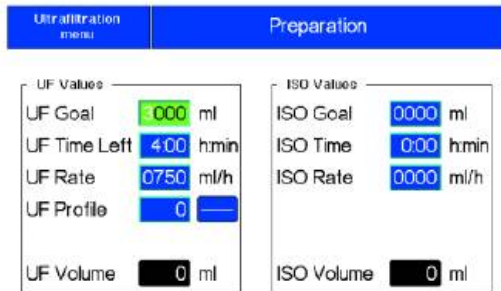 Ultrafiltration menu
Preparation
UF Values
UF Goal 3000 ml
UF Time Left 4:00 h:min
UF Rate 0750 ml/h
UF Profile 0
UF Volume 0 ml
ISO Values
ISO Goal 0000 ml
ISO Time 0:00 h:min
ISO Rate 0000 ml/h
ISO Volume 0 ml